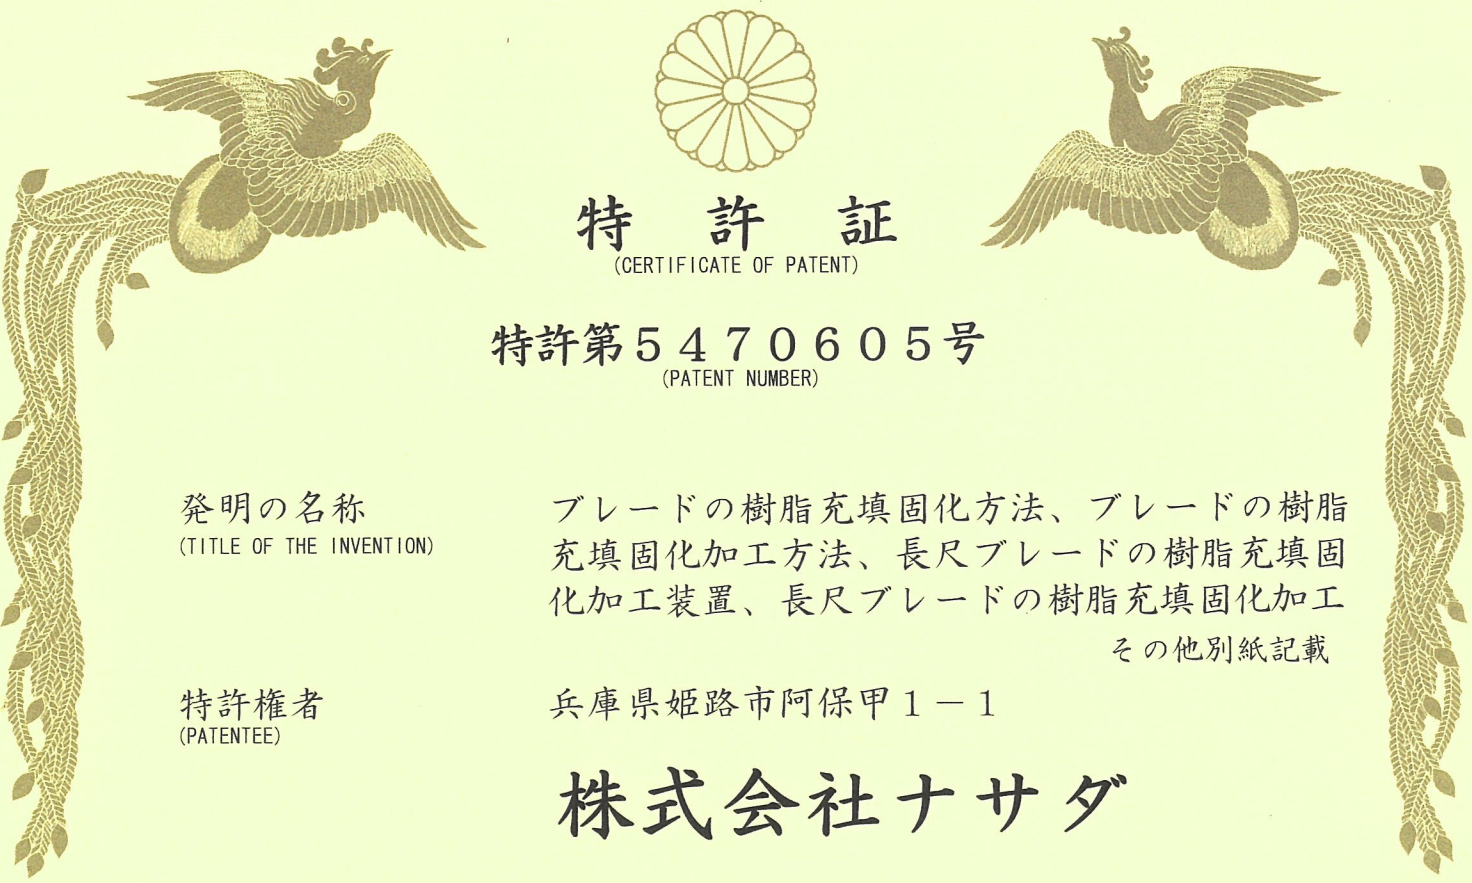 特許証
(CERTIFICATE OF PATENT)
特許第5470605号
(PATENT NUMBER)
発明の名称
(TITLE OF THE INVENTION)
ブレードの樹脂充填固化方法、ブレードの樹脂
充填固化加工方法、長尺ブレードの樹脂充填固
化加工装置、長尺ブレードの樹脂充填固化加工
その他別紙記載
特許権者
(PATENTEE)
兵庫県姫路市阿保甲1-1
株式会社ナサダ